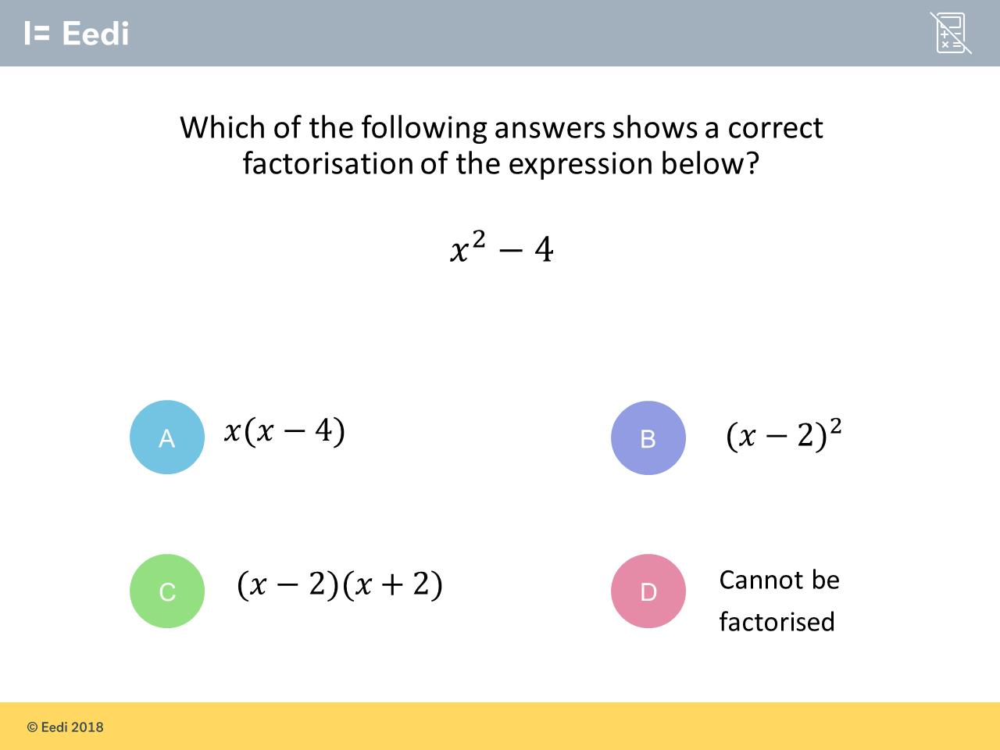 Eedi
Which of the following answers shows a correct
factorisation of the expression below?
x² − 4
A x(x − 4)
B (x − 2)²
C (x − 2)(x + 2)
D Cannot be
factorised
© Eedi 2018